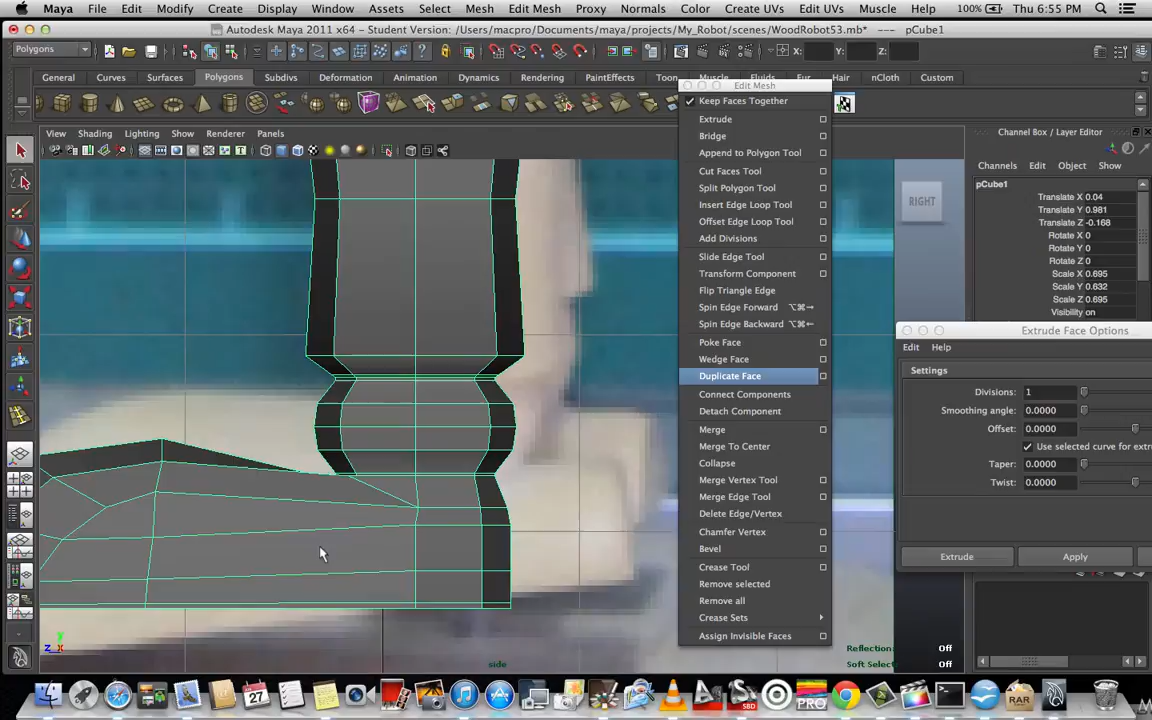 Maya File Edit Modify Create Display Window Assets Select Mesh Edit Mesh Proxy Normals Color Create UVs Edit UVs Muscle Help 100% Thu 6:55 PM
Autodesk Maya 2011 x64 - Student Version: /Users/macpro/Documents/maya/projects/My_Robot/scenes/WoodRobot53.mb* --- pCube1
Polygons X: Y: Z:
General Curves Surfaces Polygons Subdivs Deformation Animation Dynamics Rendering PaintEffects Toon Muscle Fluids Fur Hair nCloth Custom
View Shading Lighting Show Renderer Panels
RIGHT
side
Reflection
Off
Soft Select
Off
Edit Mesh
Keep Faces Together
Extrude
Bridge
Append to Polygon Tool
Cut Faces Tool
Split Polygon Tool
Insert Edge Loop Tool
Offset Edge Loop Tool
Add Divisions
Slide Edge Tool
Transform Component
Flip Triangle Edge
Spin Edge Forward ⌥⌘→
Spin Edge Backward ⌥⌘←
Poke Face
Wedge Face
Duplicate Face
Connect Components
Detach Component
Merge
Merge To Center
Collapse
Merge Vertex Tool
Merge Edge Tool
Delete Edge/Vertex
Chamfer Vertex
Bevel
Crease Tool
Remove selected
Remove all
Crease Sets
Assign Invisible Faces
Channel Box / Layer Editor
Channels Edit Object Show
pCube1
Translate X 0.04
Translate Y 0.981
Translate Z -0.168
Rotate X 0
Rotate Y 0
Rotate Z 0
Scale X 0.695
Scale Y 0.632
Scale Z 0.695
Visibility on
Extrude Face Options
Edit Help
Settings
Divisions: 1
Smoothing angle: 0.0000
Offset: 0.0000
Use selected curve for extru
Taper: 0.0000
Twist: 0.0000
Extrude Apply